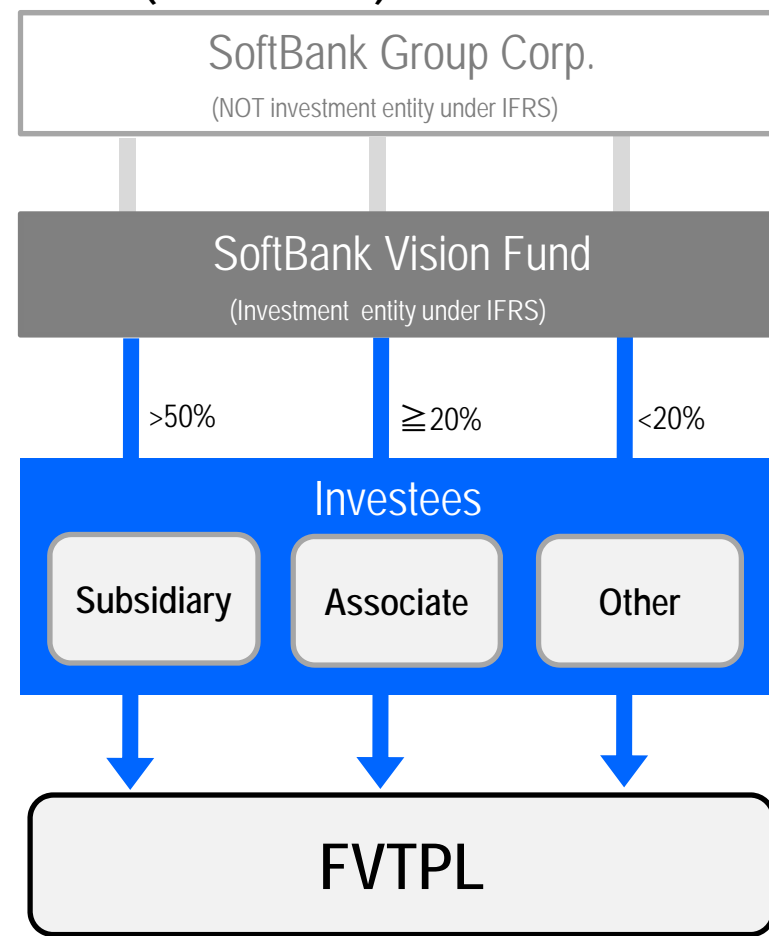 SoftBank Group Corp.
(NOT investment entity under IFRS)
SoftBank Vision Fund
(Investment entity under IFRS)
>50% ≧20% <20%
Investees
Subsidiary Associate Other
FVTPL